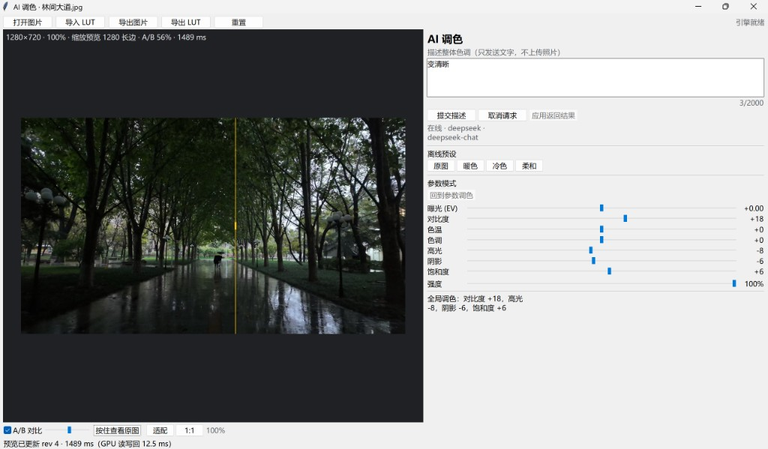 AI 调色 · 林间大道.jpg
打开图片 导入 LUT 导出图片 导出 LUT 重置 引擎就绪
1280×720 · 100% · 缩放预览 1280 长边 · A/B 56% · 1489 ms
AI 调色
描述整体色调（只发送文字，不上传照片）
变清晰
3/2000
提交描述 取消请求 应用返回结果
在线 · deepseek ·
deepseek-chat
离线预设
原图 暖色 冷色 柔和
参数模式
回到参数调色
曝光 (EV) +0.00
对比度 +18
色温 +0
色调 +0
高光 -8
阴影 -6
饱和度 +6
强度 100%
全局调色：对比度 +18，高光
-8，阴影 -6，饱和度 +6
A/B 对比 按住查看原图 适配 1:1 100%
预览已更新 rev 4 · 1489 ms（GPU 读写回 12.5 ms）